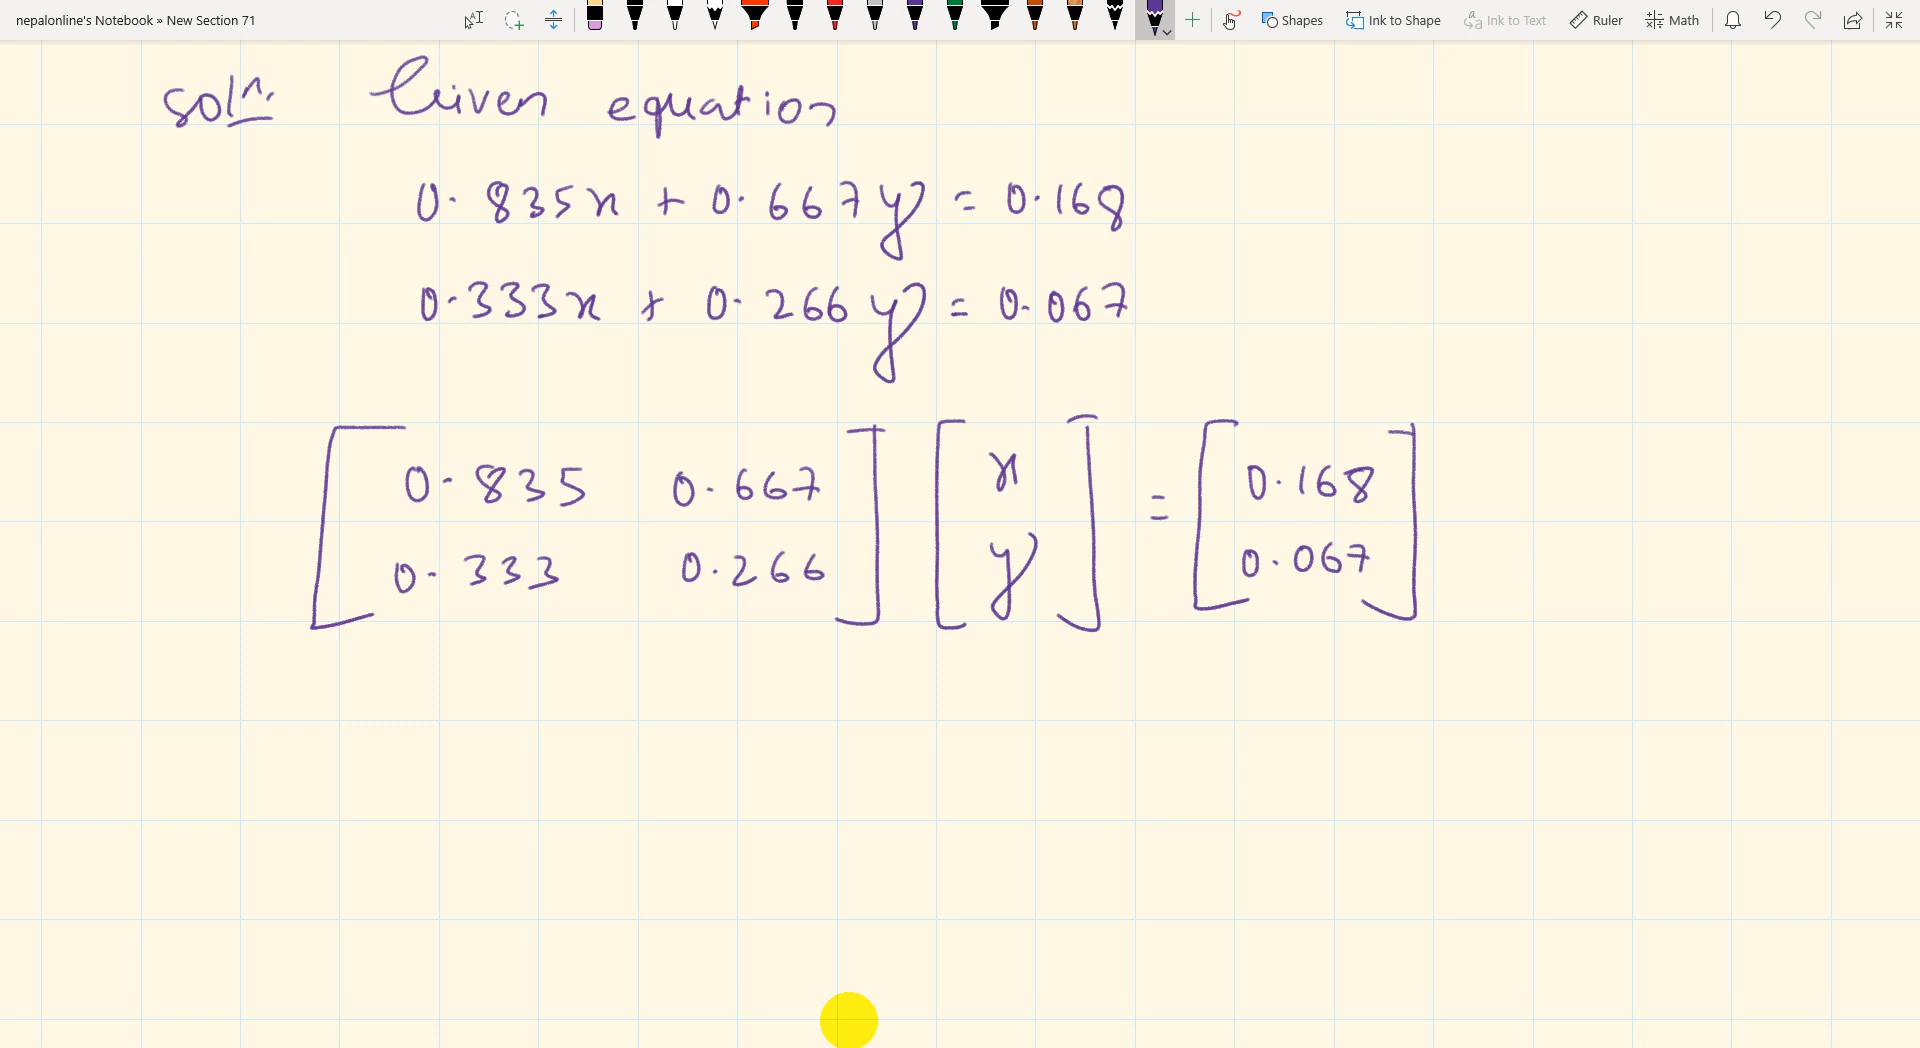 nepalonline's Notebook » New Section 71
Shapes Ink to Shape Ink to Text Ruler Math
soln. Given equation
0.835x + 0.667y = 0.168
0.333x + 0.266y = 0.067
[0.835 0.667] [x] = [0.168]
[0.333 0.266] [y] [0.067]